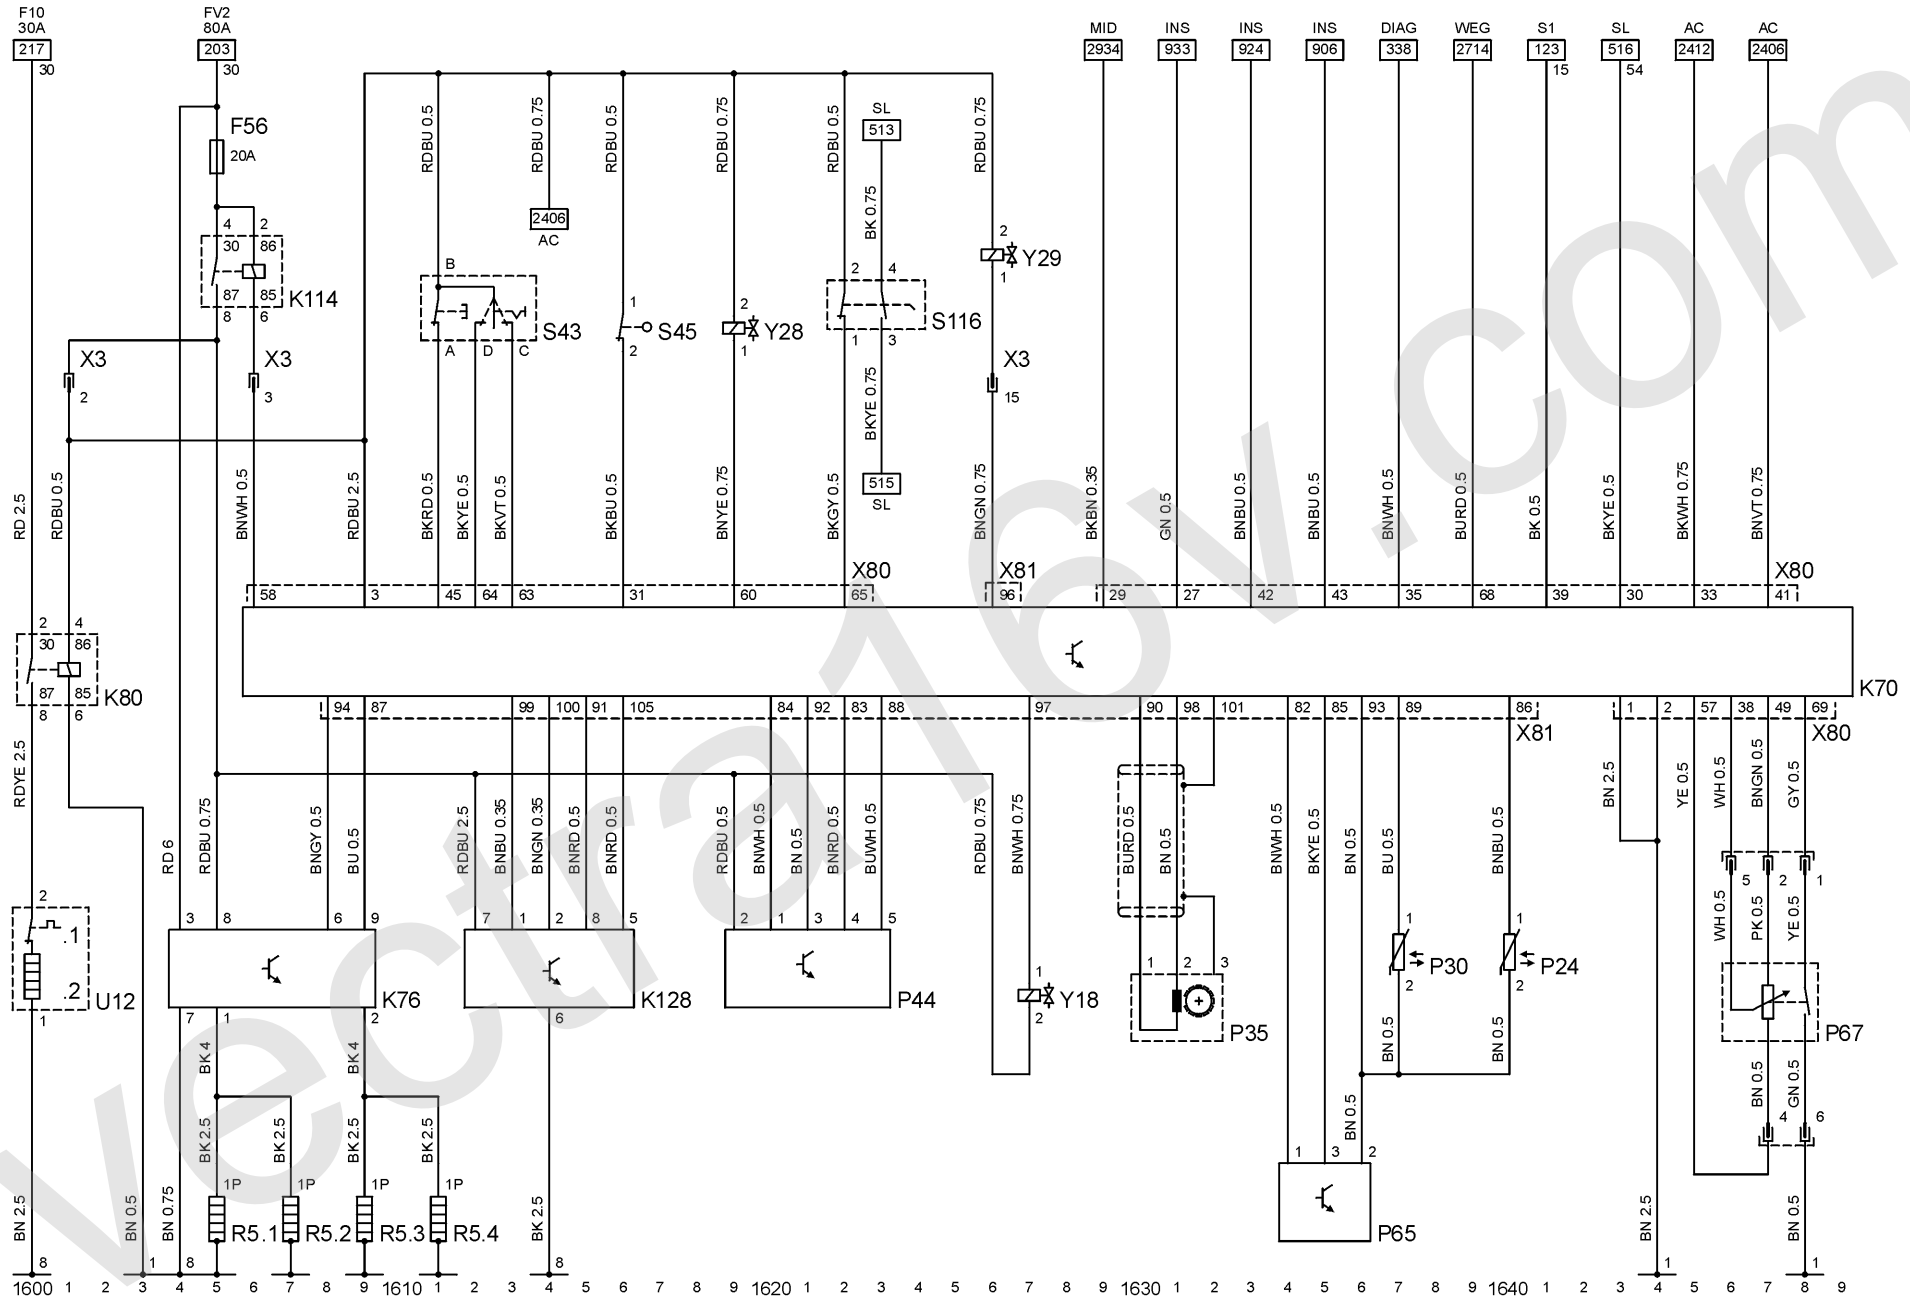 F10 FV2 MID INS INS INS DIAG WEG S1 SL AC AC
30A 80A
217 203 2934 933 924 906 338 2714 123 516 2412 2406
30 30 15 54
F56
20A
SL
513
RDBU 0.5 RDBU 0.75 RDBU 0.5 RDBU 0.75 RDBU 0.5 RDBU 0.75
BK 0.75
4 2
30 86
87 85
8 6
K114
2406
AC
B
S43
A D C
1
S45
2
2
Y28
1
2 4
S116
1 3
2
Y29
1
X3 X3 X3
2 3 15
BKYE 0.75
515
SL
RD 2.5 RDBU 0.5 BNWH 0.5 RDBU 2.5 BKRD 0.5 BKYE 0.5 BKVT 0.5 BKBU 0.5 BNYE 0.75 BKGY 0.5 BNGN 0.75 BKBN 0.35 GN 0.5 BNBU 0.5 BNBU 0.5 BNWH 0.5 BURD 0.5 BK 0.5 BKYE 0.5 BKWH 0.75 BNVT 0.75
X80 X81 X80
58 3 45 64 63 31 60 65 96 29 27 42 43 35 68 39 30 33 41
2 4
30 86
87 85
8 6
K80
K70
94 87 99 100 91 105 84 92 83 88 97 90 98 101 82 85 93 89 86 1 2 57 38 49 69
X81 X80
RDYE 2.5 RD 6 RDBU 0.75 BNGY 0.5 BU 0.5 RDBU 2.5 BNBU 0.35 BNGN 0.35 BNRD 0.5 BNRD 0.5 RDBU 0.5 BNWH 0.5 BN 0.5 BNRD 0.5 BUWH 0.5 RDBU 0.75 BNWH 0.75 BURD 0.5 BN 0.5 BNWH 0.5 BKYE 0.5 BN 0.5 BU 0.5 BNBU 0.5 BN 2.5 YE 0.5 WH 0.5 BNGN 0.5 GY 0.5
5 2 1
WH 0.5 PK 0.5 YE 0.5
2
.1
.2
U12
1
3 8 6 9 7 1 2 8 5 2 1 3 4 5
K76 K128 P44
7 1 2 6
1
Y18
2
1 2 3
P35
1
P30
2
1
P24
2
P67
BK 4 BK 4 BN 0.5 BN 0.5 BN 0.5 GN 0.5
4 6
BK 2.5 BK 2.5 BK 2.5 BK 2.5 BN 0.5
1 3 2
P65
1P 1P 1P 1P
R5.1 R5.2 R5.3 R5.4
BN 2.5 BN 0.5 BN 0.75 BK 2.5 BN 2.5 BN 0.5
8 1 8 8 1 1
1600 1 2 3 4 5 6 7 8 9 1610 1 2 3 4 5 6 7 8 9 1620 1 2 3 4 5 6 7 8 9 1630 1 2 3 4 5 6 7 8 9 1640 1 2 3 4 5 6 7 8 9
vectra16v.com